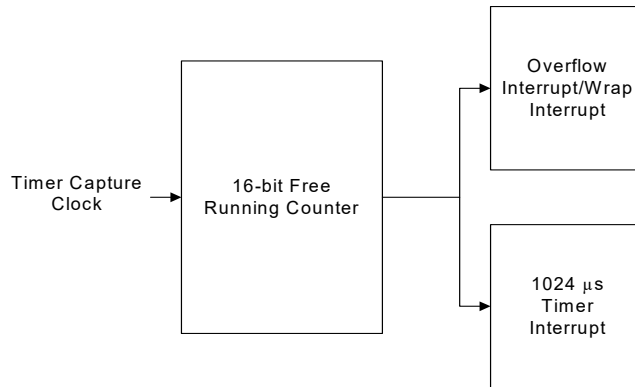 Overflow
Interrupt/Wrap
Interrupt
Timer Capture
Clock
16-bit Free
Running Counter
1024 μs
Timer
Interrupt